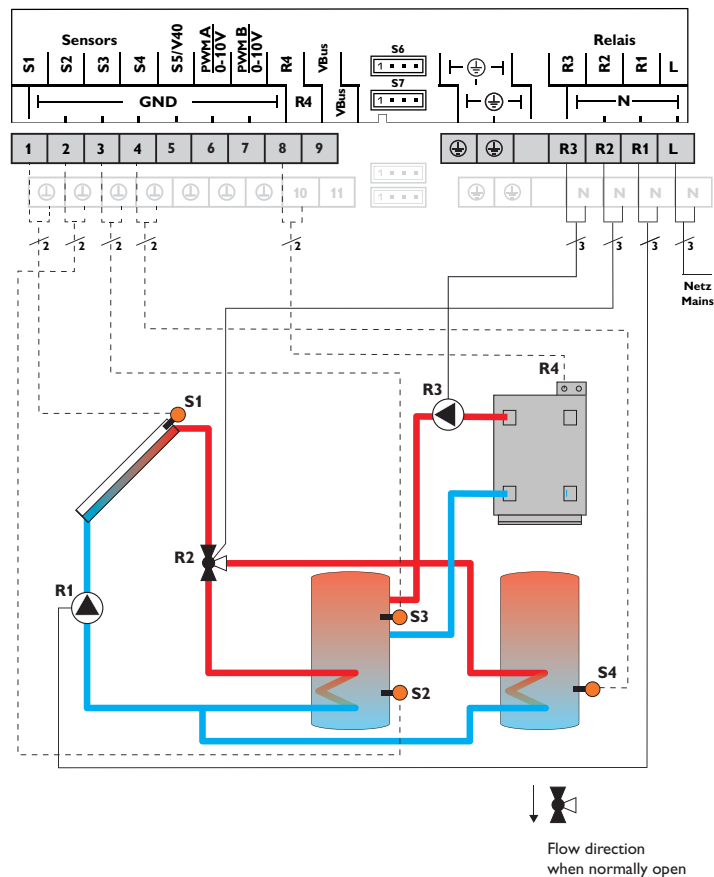 Sensors
Relais
S1
S2
S3
S4
S5/V40
PWM A
0-10V
PWM B
0-10V
R4
VBus
S6
S7
R3
R2
R1
L
GND
R4
VBus
N
1 2 3 4 5 6 7 8 9
R3 R2 R1 L
1
1
10 11
N N N N
2 2 2 2 2
3 3 3 3
Netz
Mains
R4
R3
S1
R2
R1
S3
S2
S4
Flow direction
when normally open